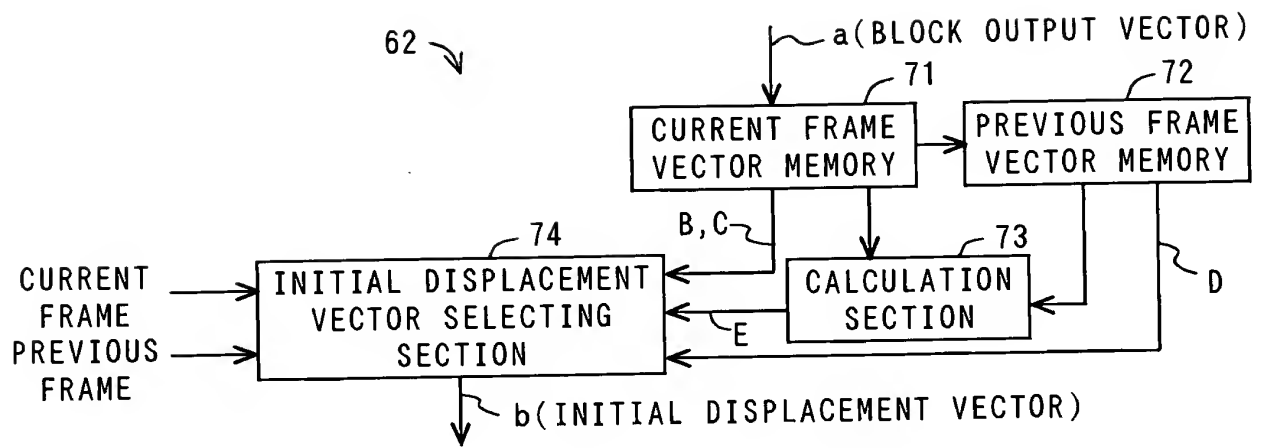 62
a(BLOCK OUTPUT VECTOR)
71
72
CURRENT FRAME
VECTOR MEMORY
PREVIOUS FRAME
VECTOR MEMORY
B,C
74
73
D
CURRENT
FRAME
PREVIOUS
FRAME
INITIAL DISPLACEMENT
VECTOR SELECTING
SECTION
CALCULATION
SECTION
E
b(INITIAL DISPLACEMENT VECTOR)